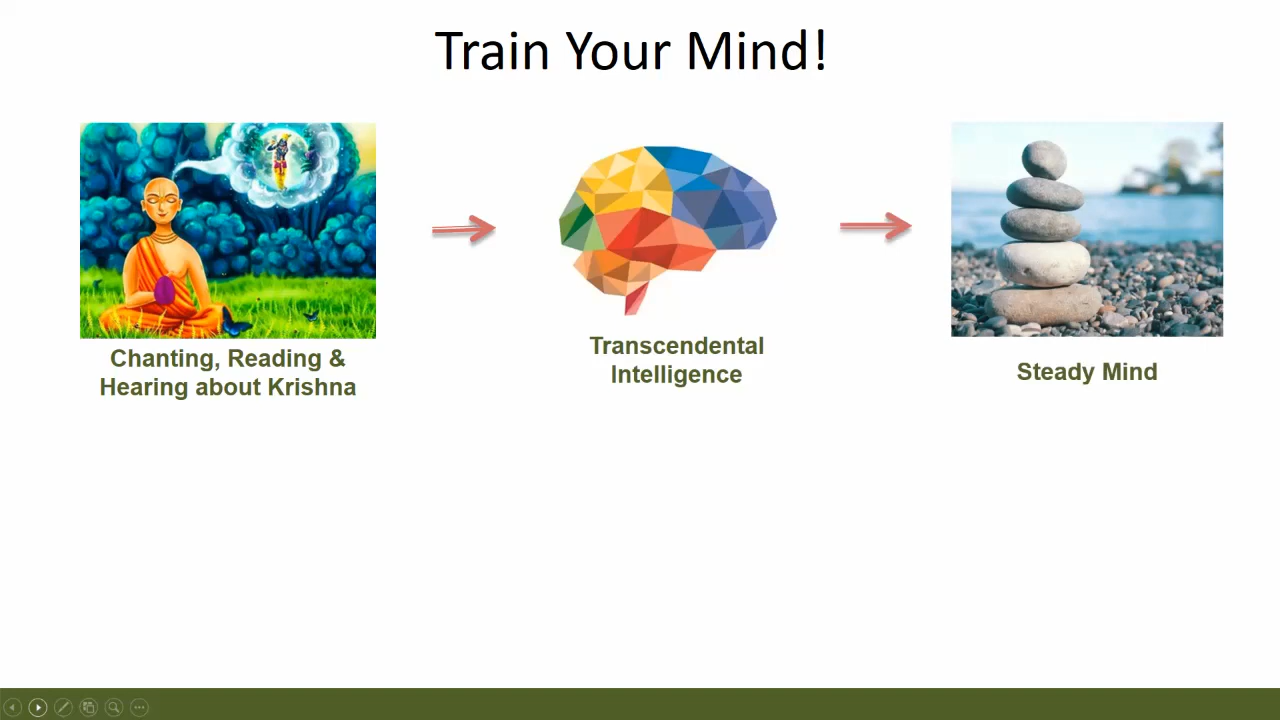 Train Your Mind!
Chanting, Reading &
Hearing about Krishna
Transcendental
Intelligence
Steady Mind